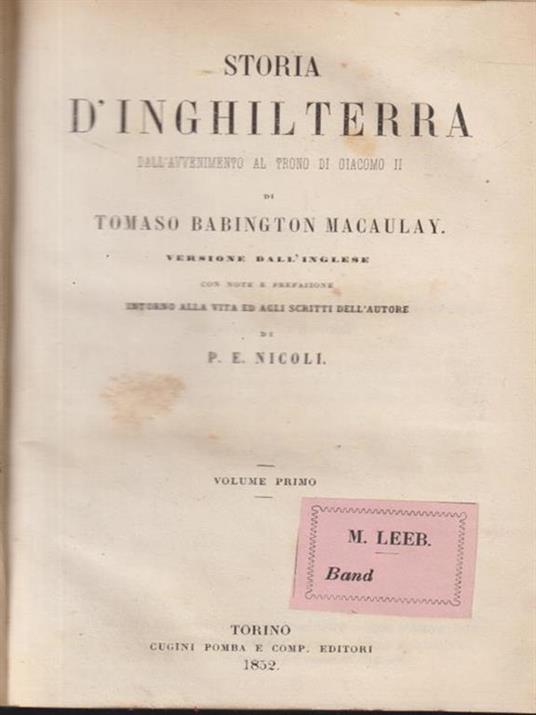 STORIA
D'INGHILTERRA
DALL'AVVENIMENTO AL TRONO DI GIACOMO II
DI
TOMASO BABINGTON MACAULAY.
VERSIONE DALL'INGLESE
CON NOTE E PREFAZIONE
INTORNO ALLA VITA ED AGLI SCRITTI DELL'AUTORE
DI
P. E. NICOLI.
VOLUME PRIMO
M. LEEB.
Band
TORINO
CUGINI POMBA E COMP. EDITORI
1852.